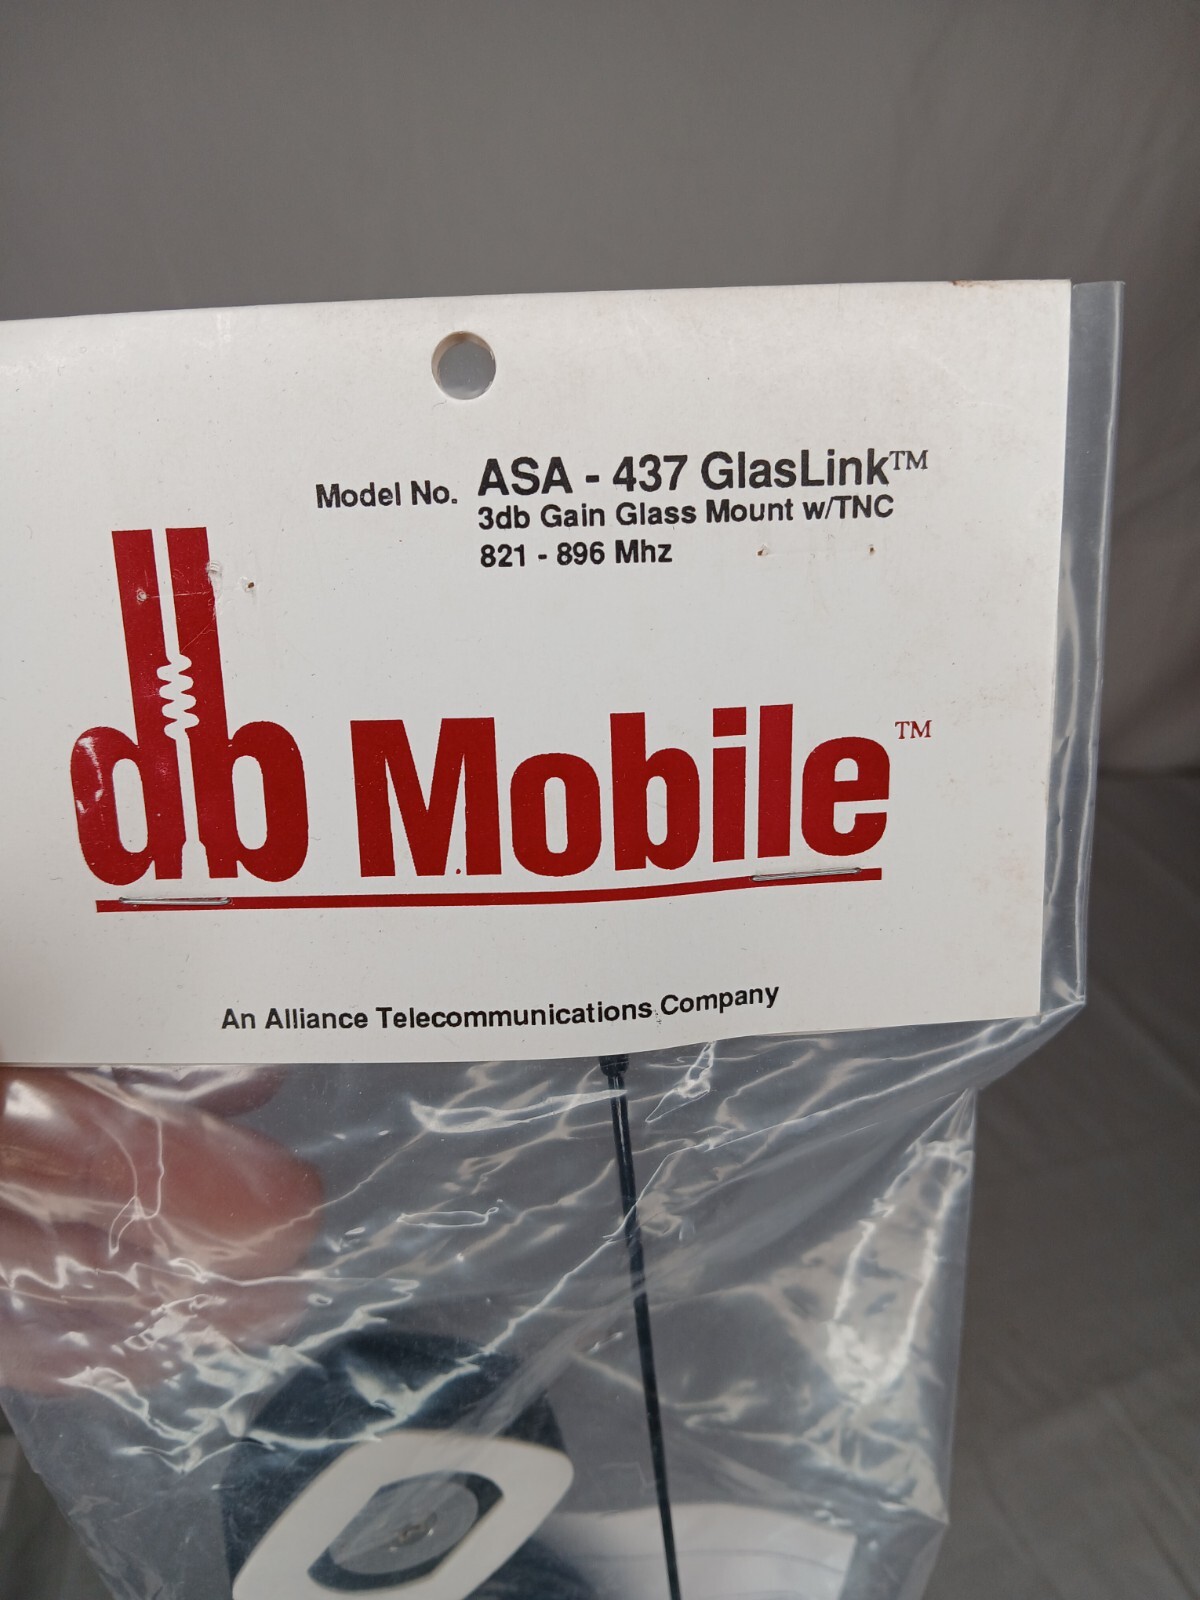 Model No. ASA - 437 GlasLink™
3db Gain Glass Mount w/TNC
821 - 896 Mhz
db Mobile™
An Alliance Telecommunications Company